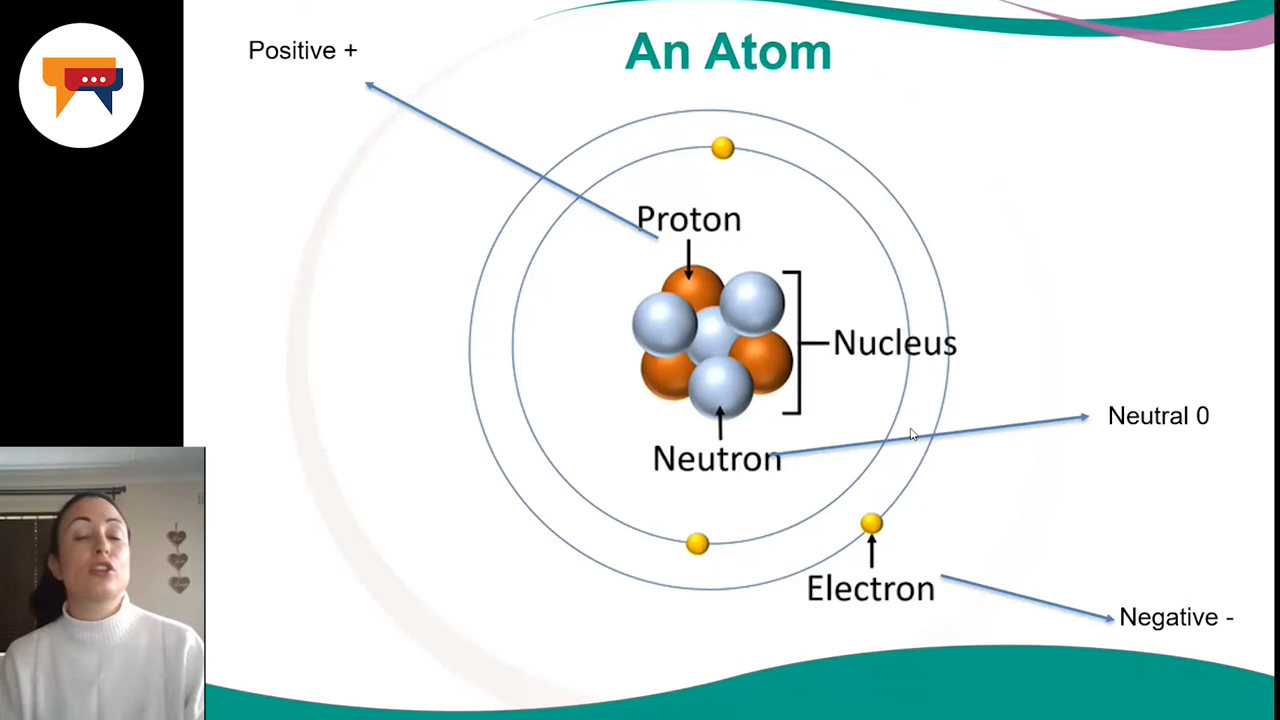 Positive +
An Atom
Proton
Nucleus
Neutral 0
Neutron
Electron
Negative -